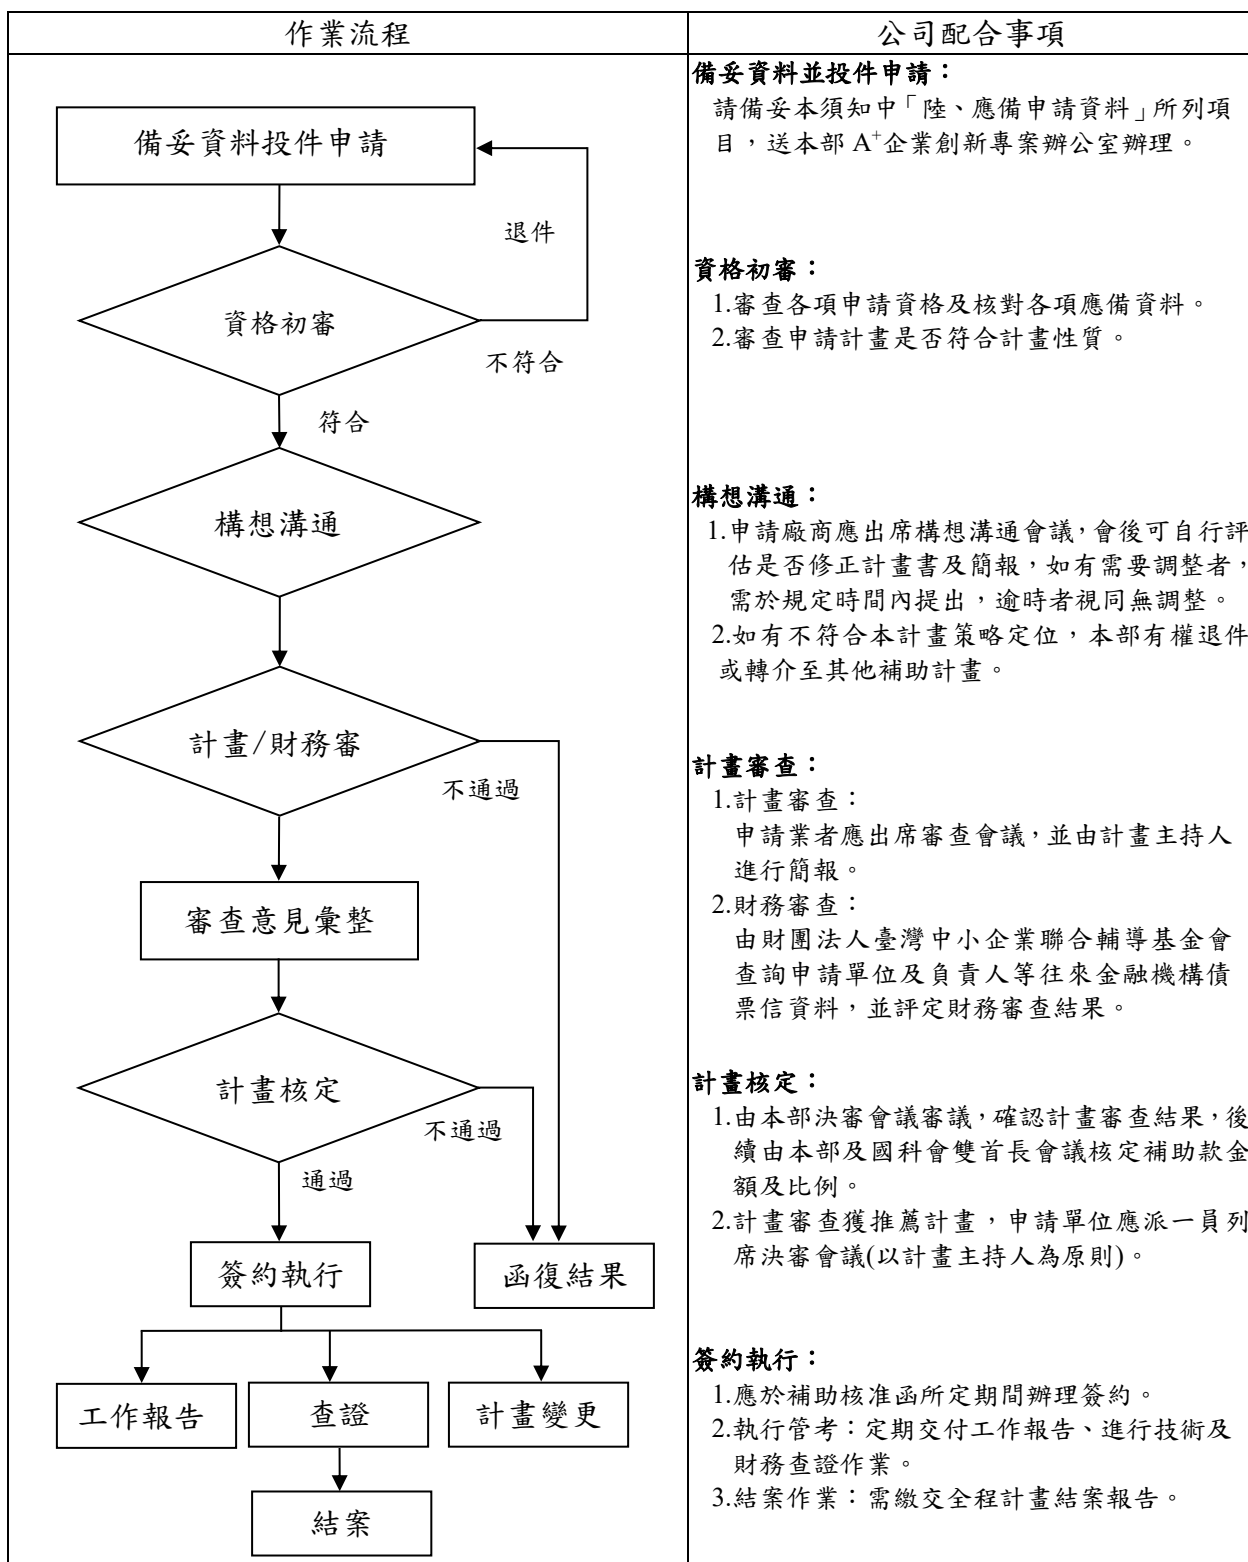 作業流程
公司配合事項
備妥資料投件申請
退件
資格初審
不符合
符合
構想溝通
計畫/財務審
不通過
審查意見彙整
計畫核定
不通過
通過
簽約執行
函復結果
工作報告
查證
計畫變更
結案
備妥資料並投件申請：
請備妥本須知中「陸、應備申請資料」所列項
目，送本部 A⁺企業創新專案辦公室辦理。
資格初審：
1.審查各項申請資格及核對各項應備資料。
2.審查申請計畫是否符合計畫性質。
構想溝通：
1.申請廠商應出席構想溝通會議，會後可自行評
估是否修正計畫書及簡報，如有需要調整者，
需於規定時間內提出，逾時者視同無調整。
2.如有不符合本計畫策略定位，本部有權退件
或轉介至其他補助計畫。
計畫審查：
1.計畫審查：
申請業者應出席審查會議，並由計畫主持人
進行簡報。
2.財務審查：
由財團法人臺灣中小企業聯合輔導基金會
查詢申請單位及負責人等往來金融機構債
票信資料，並評定財務審查結果。
計畫核定：
1.由本部決審會議審議，確認計畫審查結果，後
續由本部及國科會雙首長會議核定補助款金
額及比例。
2.計畫審查獲推薦計畫，申請單位應派一員列
席決審會議(以計畫主持人為原則)。
簽約執行：
1.應於補助核准函所定期間辦理簽約。
2.執行管考：定期交付工作報告、進行技術及
財務查證作業。
3.結案作業：需繳交全程計畫結案報告。